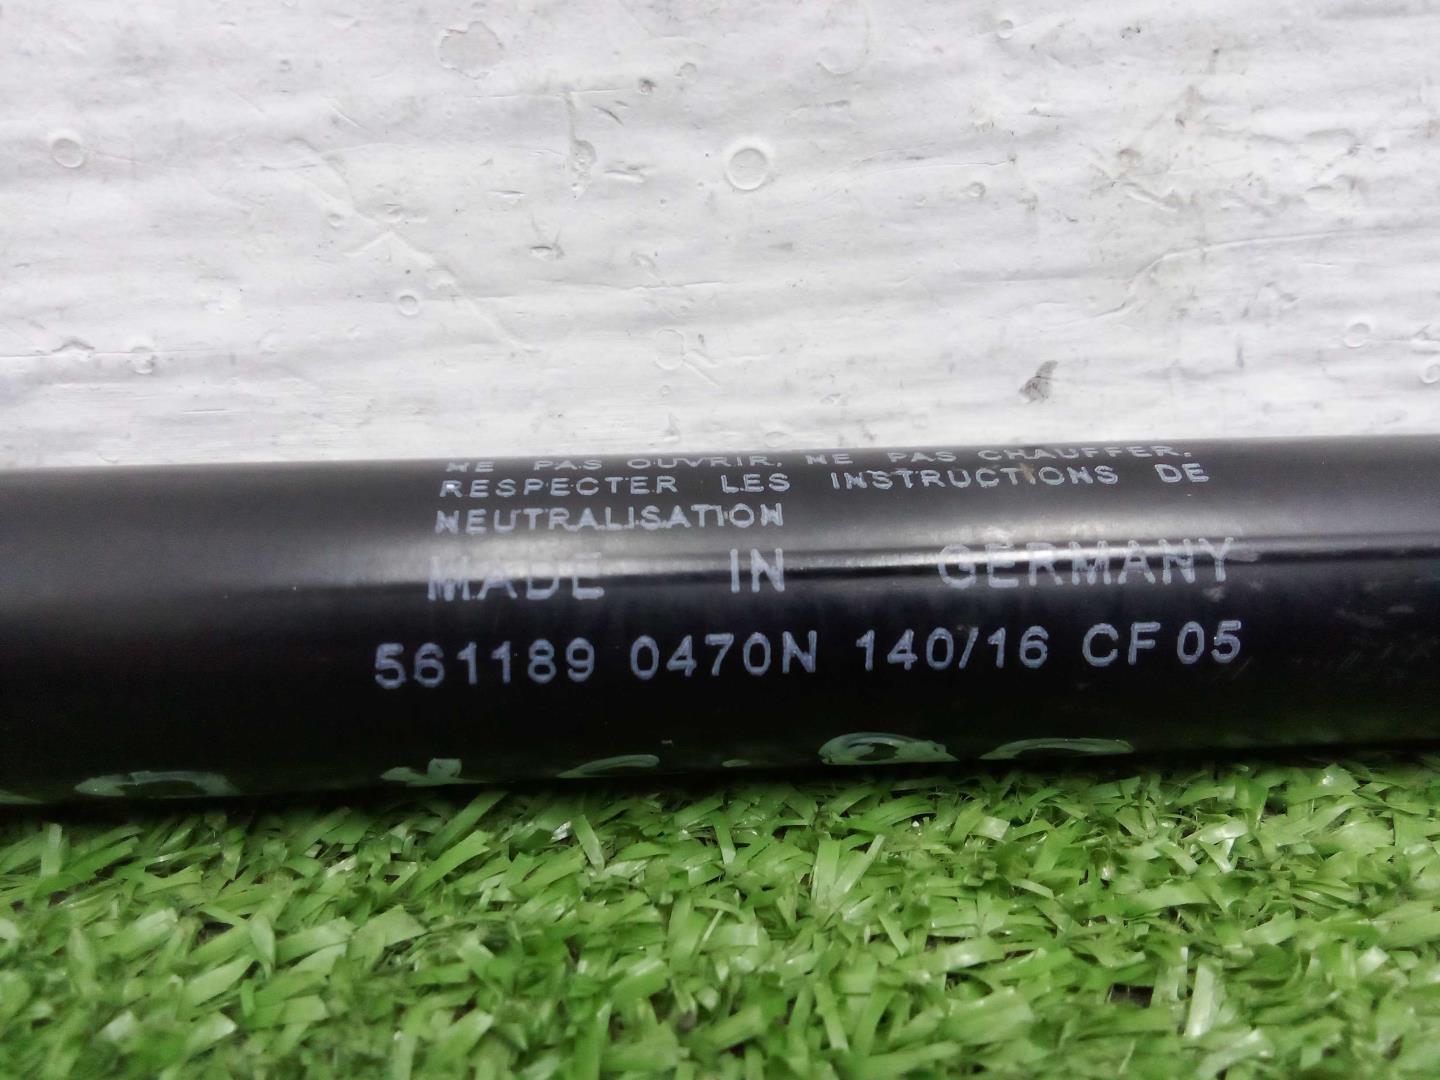 NE PAS OUVRIR. NE PAS CHAUFFER.
RESPECTER LES INSTRUCTIONS DE
NEUTRALISATION
MADE IN GERMANY
561189 0470N 140/16 CF05